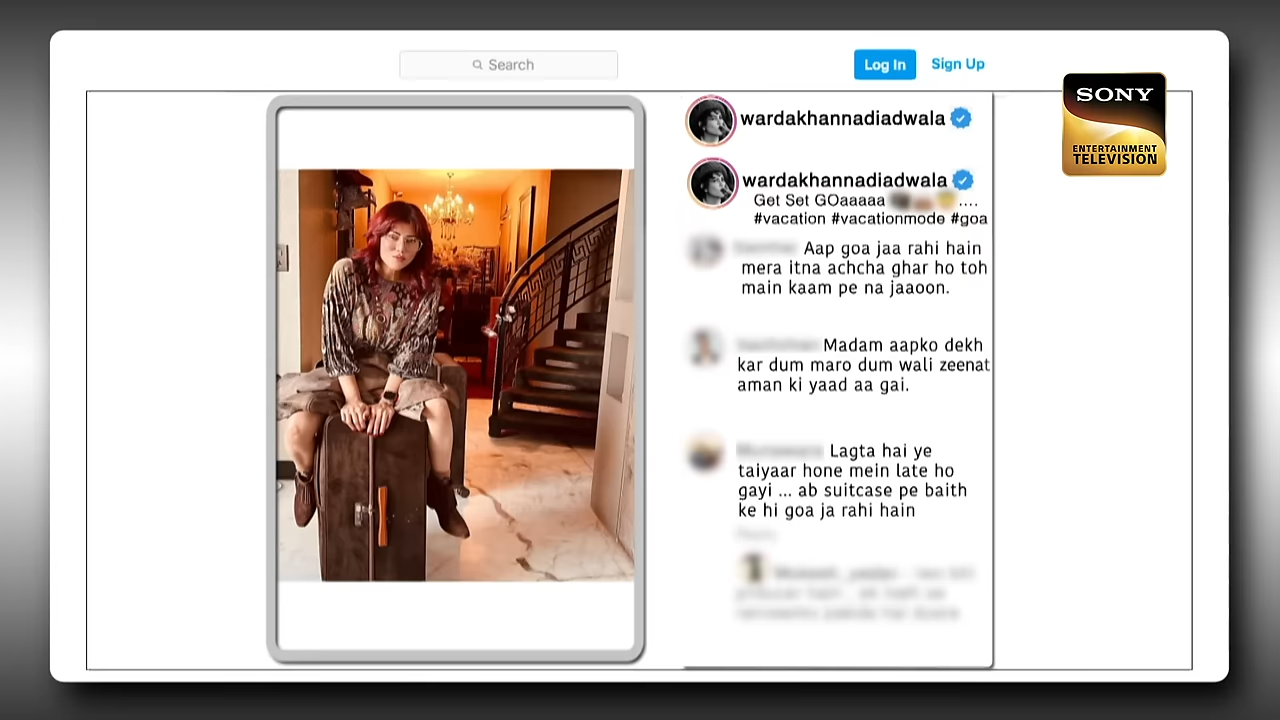 Search
Log In
Sign Up
SONY
ENTERTAINMENT
TELEVISION
wardakhannadiadwala
wardakhannadiadwala
Get Set GOaaaaa ....
#vacation #vacationmode #goa
Aap goa jaa rahi hain
mera itna achcha ghar ho toh
main kaam pe na jaaoon.
Madam aapko dekh
kar dum maro dum wali zeenat
aman ki yaad aa gai.
Lagta hai ye
taiyaar hone mein late ho
gayi ... ab suitcase pe baith
ke hi goa ja rahi hain